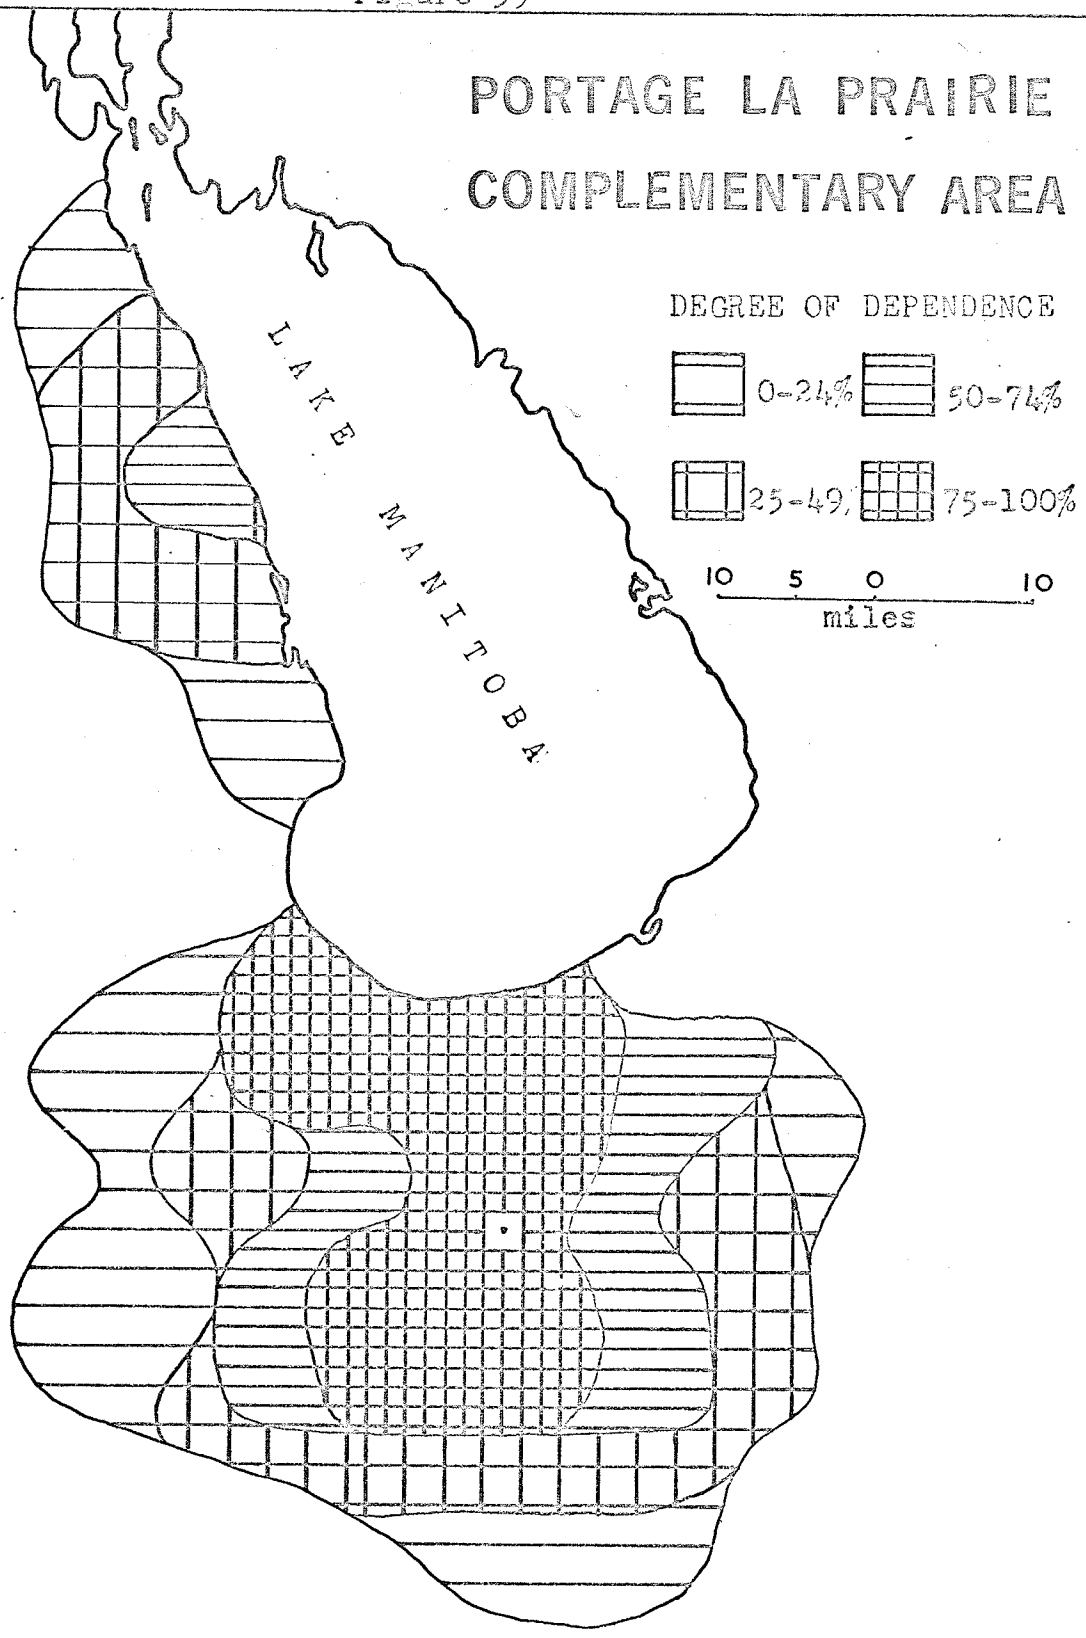 PORTAGE LA PRAIRIE
COMPLEMENTARY AREA
DEGREE OF DEPENDENCE
0-24% 50-74%
25-49, 75-100%
10 5 0 10
miles
LAKE MANITOBA